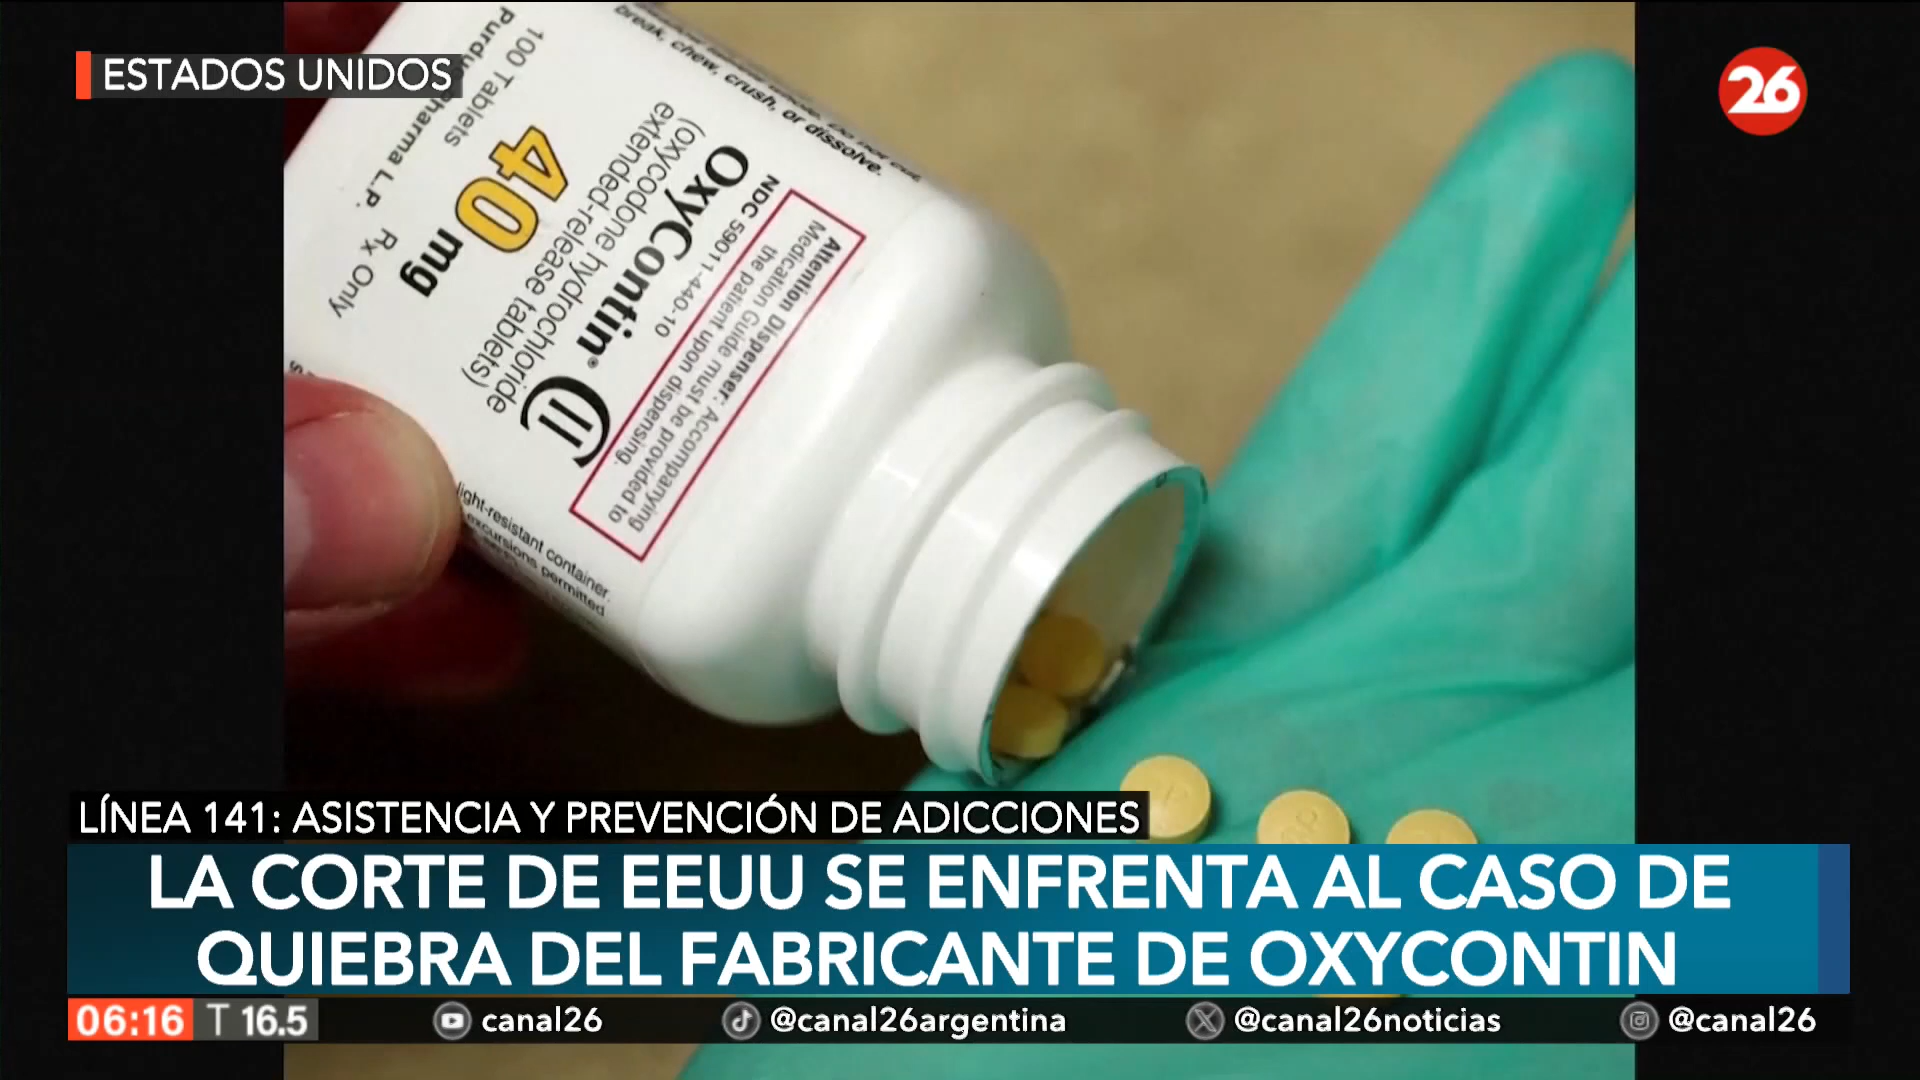 ESTADOS UNIDOS
26
100 Tablets
Purdue Pharma L.P.
Rx Only
40 mg
OxyContin® CII
(oxycodone hydrochloride
extended-release tablets)
NDC 59011-440-10
Attention Dispenser: Accompanying
Medication Guide must be provided to
the patient upon dispensing.
break, chew, crush, or dissolve.
light-resistant container.
excursions permitted
LÍNEA 141: ASISTENCIA Y PREVENCIÓN DE ADICCIONES
LA CORTE DE EEUU SE ENFRENTA AL CASO DE
QUIEBRA DEL FABRICANTE DE OXYCONTIN
06:16 T 16.5 canal26 @canal26argentina @canal26noticias @canal26